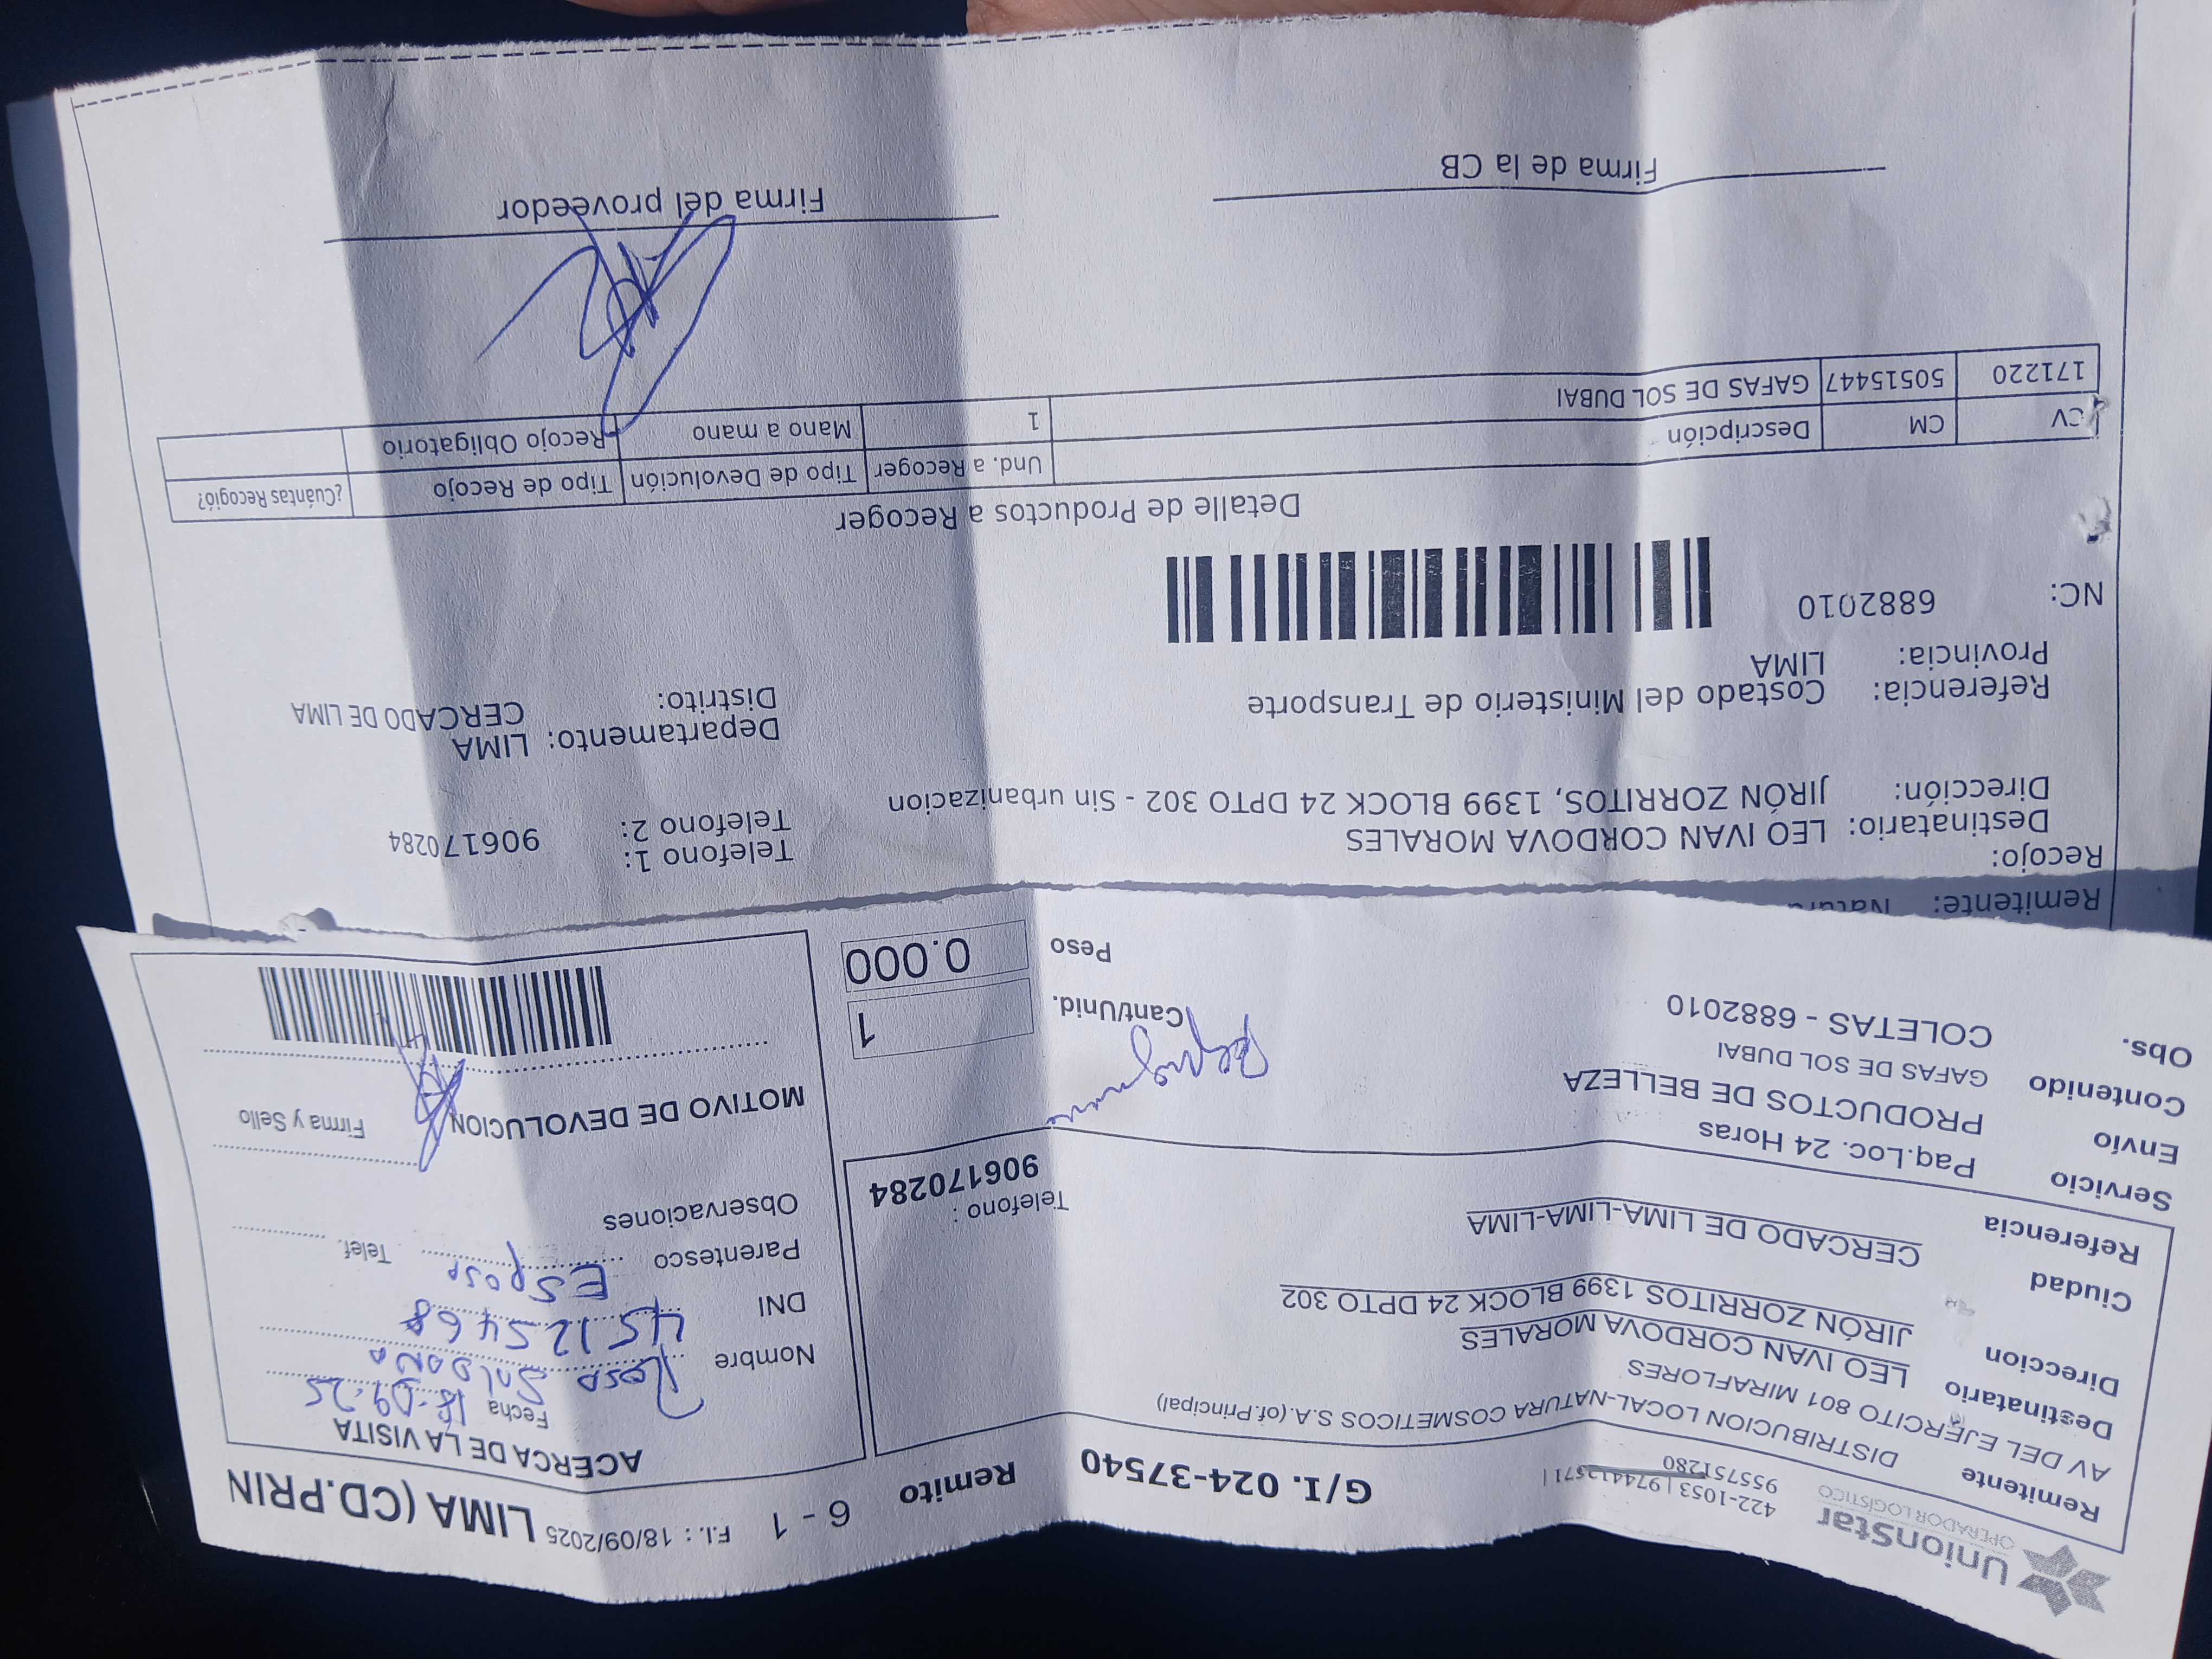 UnionStar
OPERADOR LOGÍSTICO
422-1053 |
955751280
G/I. 024-37540
Remito 6 - 1 F.I. : 18/09/2025 LIMA (CD.PRIN
Remitente DISTRIBUCION LOCAL-NATURA COSMETICOS S.A. (of.Principal)
AV DEL EJERCITO 801 MIRAFLORES
Destinatario LEO IVAN CORDOVA MORALES
Direccion JIRÓN ZORRITOS 1399 BLOCK 24 DPTO 302
Ciudad CERCADO DE LIMA-LIMA-LIMA
Referencia
Telefono :
906170284
Servicio Paq.Loc. 24 Horas
Envío PRODUCTOS DE BELLEZA
Contenido GAFAS DE SOL DUBAI
Obs. COLETAS - 6882010
Cant/Unid. 1
Peso 0.000
ACERCA DE LA VISITA
Fecha 18-09-25
Nombre Rosa Saldaña
DNI 45125468
Parentesco Esposa Telef.
Observaciones
MOTIVO DE DEVOLUCION Firma y Sello
Remitente:
Recojo:
Destinatario: LEO IVAN CORDOVA MORALES
Dirección: JIRÓN ZORRITOS, 1399 BLOCK 24 DPTO 302 - Sin urbanizacion
Telefono 1: 906170284
Telefono 2:
Referencia: Costado del Ministerio de Transporte
Departamento: LIMA
Provincia: LIMA
Distrito: CERCADO DE LIMA
NC: 6882010
Detalle de Productos a Recoger
CV CM Descripción Und. a Recoger Tipo de Devolución Tipo de Recojo ¿Cuántas Recogió?
171220 50515447 GAFAS DE SOL DUBAI 1 Mano a mano Recojo Obligatorio
Firma de la CB Firma del proveedor